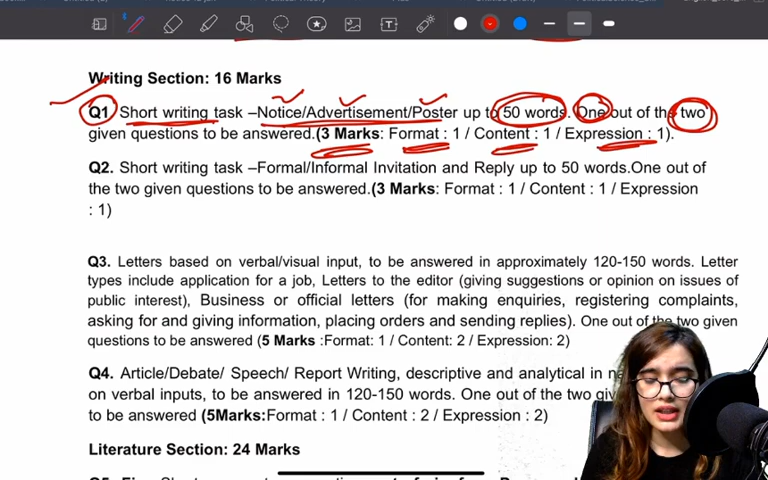 Writing Section: 16 Marks
Q1 Short writing task –Notice/Advertisement/Poster up to 50 words. One out of the two
given questions to be answered.(3 Marks: Format : 1 / Content : 1 / Expression : 1).
Q2. Short writing task –Formal/Informal Invitation and Reply up to 50 words.One out of
the two given questions to be answered.(3 Marks: Format : 1 / Content : 1 / Expression
: 1)
Q3. Letters based on verbal/visual input, to be answered in approximately 120-150 words. Letter
types include application for a job, Letters to the editor (giving suggestions or opinion on issues of
public interest), Business or official letters (for making enquiries, registering complaints,
asking for and giving information, placing orders and sending replies). One out of the two given
questions to be answered (5 Marks :Format: 1 / Content: 2 / Expression: 2)
Q4. Article/Debate/ Speech/ Report Writing, descriptive and analytical in
on verbal inputs, to be answered in 120-150 words. One out of the two
to be answered (5Marks:Format : 1 / Content : 2 / Expression : 2)
Literature Section: 24 Marks